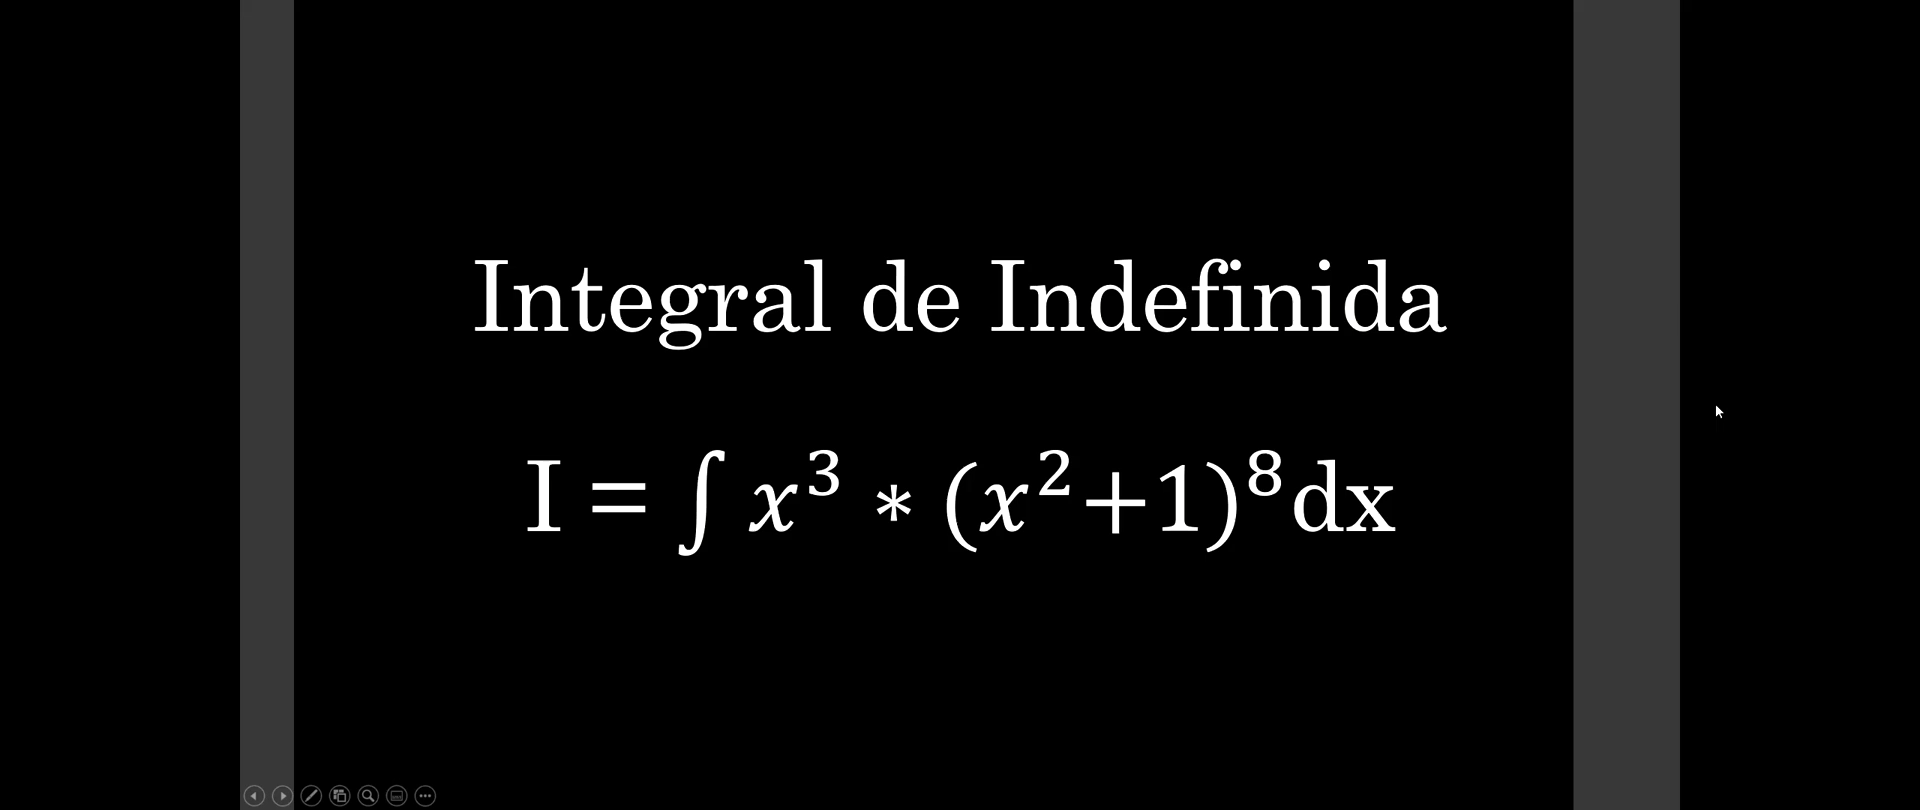 Integral de Indefinida
I = ∫ x³ * (x²+1)⁸dx